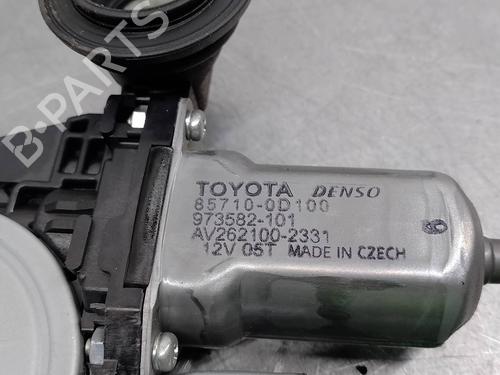 B-PARTS
TOYOTA DENSO
85710-0D100
973582-101
AV262100-2331
12V 05T MADE IN CZECH